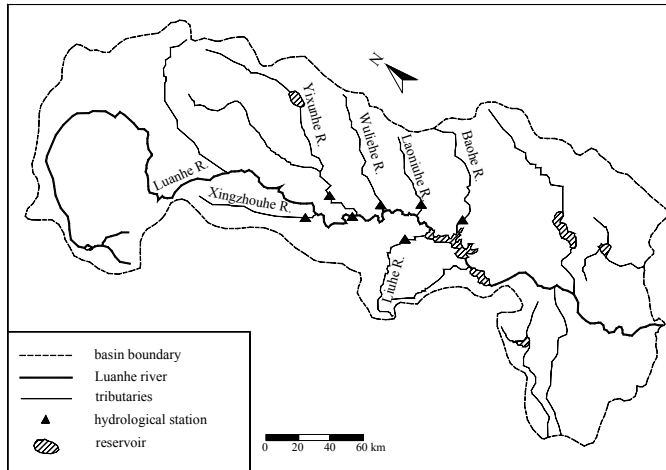 N
Yixunhe R.
Wuliehe R.
Laoniuhe R.
Baohe R.
Luanhe R.
Xingzhouhe R.
Liuhe R.
basin boundary
Luanhe river
tributaries
hydrological station
reservoir
0 20 40 60 km